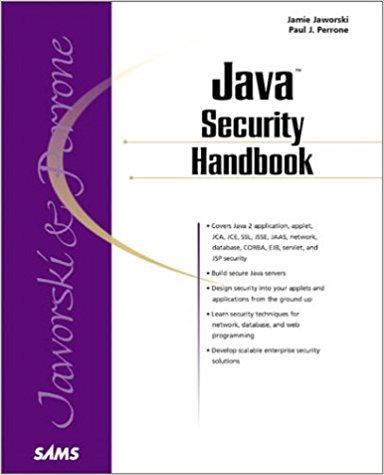 Jamie Jaworski
Paul J. Perrone
Java™
Security
Handbook
• Covers Java 2 application, applet,
JCA, JCE, SSL, JSSE, JAAS, network,
database, CORBA, EJB, servlet, and
JSP security
• Build secure Java servers
• Design security into your applets and
applications from the ground up
• Learn security techniques for
network, database, and web
programming
• Develop scalable enterprise security
solutions
Jaworski & Perrone
SAMS